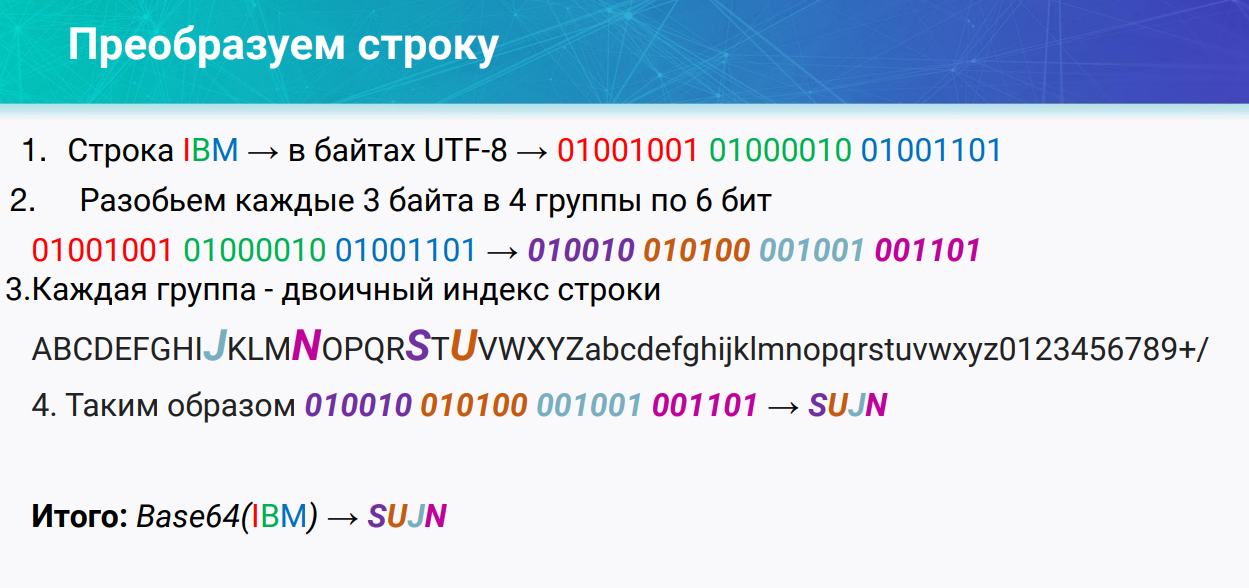 Преобразуем строку
1. Строка IBM → в байтах UTF-8 → 01001001 01000010 01001101
2. Разобьем каждые 3 байта в 4 группы по 6 бит
01001001 01000010 01001101 → 010010 010100 001001 001101
3.Каждая группа - двоичный индекс строки
ABCDEFGHIJKLMNOPQRSTUVWXYZabcdefghijklmnopqrstuvwxyz0123456789+/
4. Таким образом 010010 010100 001001 001101 → SUJN
Итого: Base64(IBM) → SUJN